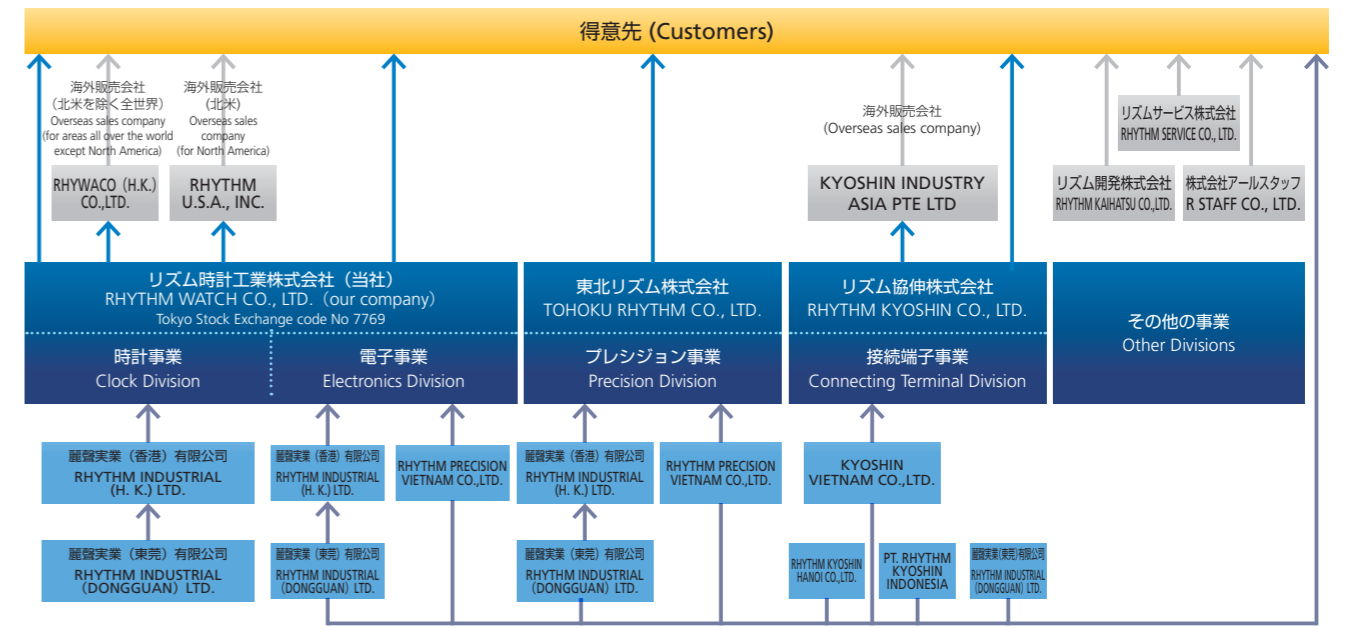 得意先 (Customers)
海外販売会社
（北米を除く全世界）
Overseas sales company
(for areas all over the world
except North America)
海外販売会社
(北米)
Overseas sales
company
(for North America)
海外販売会社
(Overseas sales company)
リズムサービス株式会社
RHYTHM SERVICE CO., LTD.
RHYWACO（H.K.）
CO.,LTD.
RHYTHM
U.S.A., INC.
KYOSHIN INDUSTRY
ASIA PTE LTD
リズム開発株式会社
RHYTHM KAIHATSU CO.,LTD.
株式会社アールスタッフ
R STAFF CO., LTD.
リズム時計工業株式会社（当社）
RHYTHM WATCH CO., LTD.（our company）
Tokyo Stock Exchange code No 7769
時計事業
Clock Division
電子事業
Electronics Division
東北リズム株式会社
TOHOKU RHYTHM CO., LTD.
プレシジョン事業
Precision Division
リズム協伸株式会社
RHYTHM KYOSHIN CO., LTD.
接続端子事業
Connecting Terminal Division
その他の事業
Other Divisions
麗聲実業（香港）有限公司
RHYTHM INDUSTRIAL
(H. K.) LTD.
麗聲実業（香港）有限公司
RHYTHM INDUSTRIAL
(H. K.) LTD.
RHYTHM PRECISION
VIETNAM CO.,LTD.
麗聲実業（香港）有限公司
RHYTHM INDUSTRIAL
(H. K.) LTD.
RHYTHM PRECISION
VIETNAM CO.,LTD.
KYOSHIN
VIETNAM CO.,LTD.
麗聲実業（東莞）有限公司
RHYTHM INDUSTRIAL
（DONGGUAN）LTD.
麗聲実業（東莞）有限公司
RHYTHM INDUSTRIAL
（DONGGUAN）LTD.
麗聲実業（東莞）有限公司
RHYTHM INDUSTRIAL
（DONGGUAN）LTD.
RHYTHM KYOSHIN
HANOI CO.,LTD.
PT. RHYTHM
KYOSHIN
INDONESIA
麗聲実業(東莞)有限公司
RHYTHM INDUSTRIAL
（DONGGUAN）LTD.